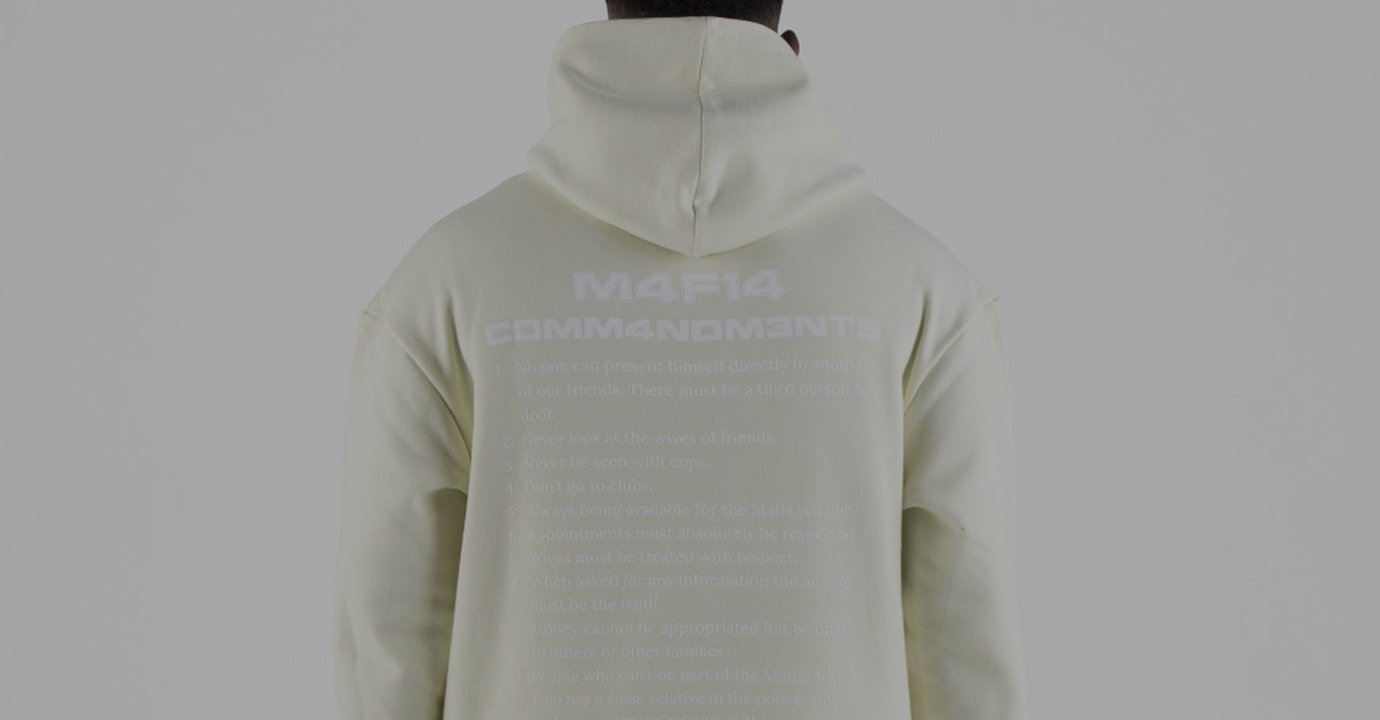 M4F14
COMM4NDM3NTS
1. No one can present himself directly to another
of our friends. There must be a third person to
do it.
2. Never look at the wives of friends.
3. Never be seen with cops.
4. Don't go to clubs.
5. Always being available for the Mafia is a duty.
6. Appointments must absolutely be respected.
7. Wives must be treated with respect.
8. When asked for any information the answer
must be the truth.
9. Money cannot be appropriated if it belongs
to others or other families.
People who can't be part of the Mafia: anyone
who has a close relative in the police, anyone